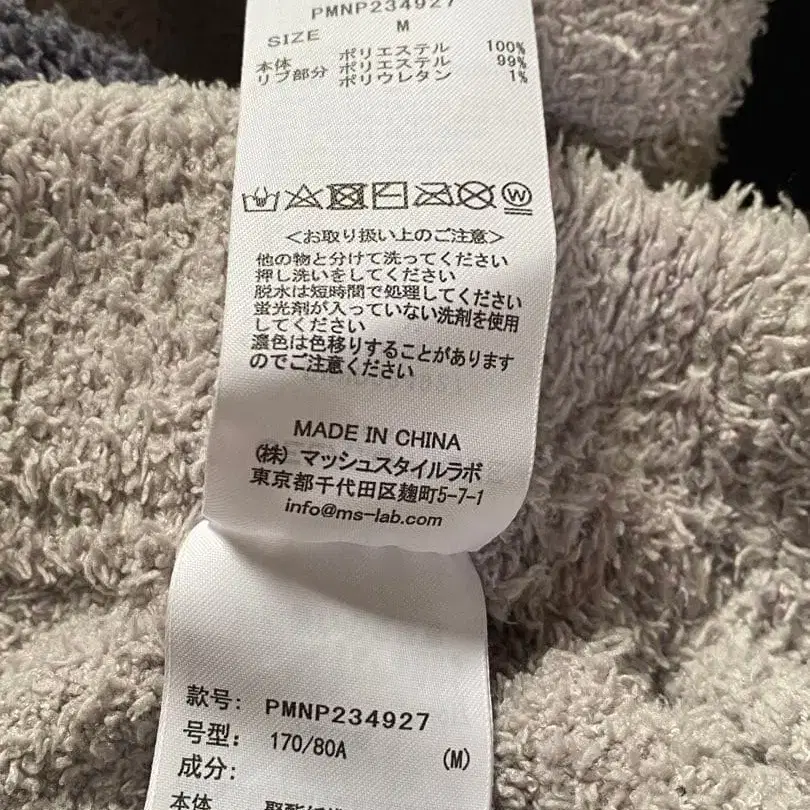 PMNP234927
SIZE M
本体 ポリエステル 100%
リブ部分 ポリエステル 99%
ポリウレタン 1%
W
<お取り扱い上のご注意>
他の物と分けて洗ってください
押し洗いをしてください
脱水は短時間で処理してください
蛍光剤が入っていない洗剤を使用
してください
濃色は色移りすることがあります
のでご注意ください
MADE IN CHINA
(株) マッシュスタイルラボ
東京都千代田区麹町5-7-1
info@ms-lab.com
款号: PMNP234927
号型: 170/80A (M)
成分:
本体